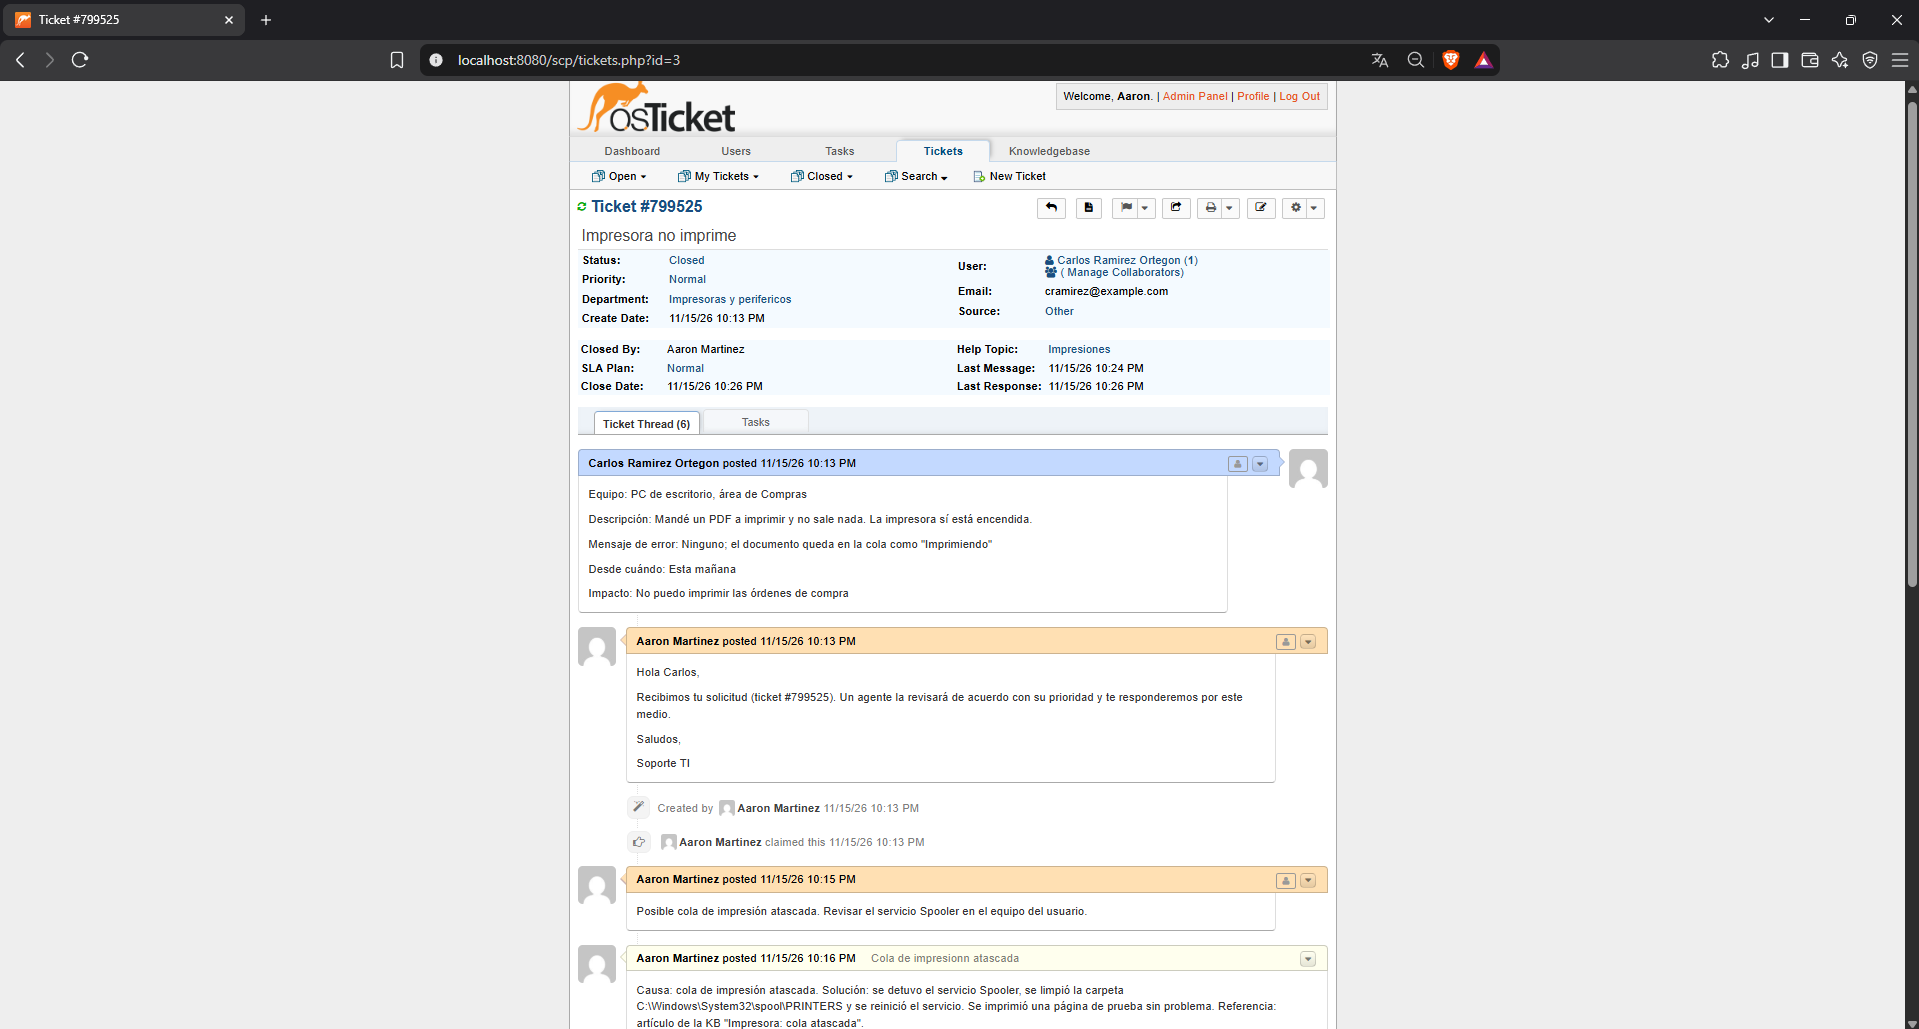 Ticket #799525
localhost:8080/scp/tickets.php?id=3
osTicket
Welcome, Aaron. | Admin Panel | Profile | Log Out
Dashboard Users Tasks Tickets Knowledgebase
Open My Tickets Closed Search New Ticket
Ticket #799525
Impresora no imprime
Status: Closed
Priority: Normal
Department: Impresoras y perifericos
Create Date: 11/15/26 10:13 PM
User: Carlos Ramirez Ortegon (1)
( Manage Collaborators)
Email: cramirez@example.com
Source: Other
Closed By: Aaron Martinez
SLA Plan: Normal
Close Date: 11/15/26 10:26 PM
Help Topic: Impresiones
Last Message: 11/15/26 10:24 PM
Last Response: 11/15/26 10:26 PM
Ticket Thread (6) Tasks
Carlos Ramirez Ortegon posted 11/15/26 10:13 PM
Equipo: PC de escritorio, área de Compras
Descripción: Mandé un PDF a imprimir y no sale nada. La impresora sí está encendida.
Mensaje de error: Ninguno; el documento queda en la cola como "Imprimiendo"
Desde cuándo: Esta mañana
Impacto: No puedo imprimir las órdenes de compra
Aaron Martinez posted 11/15/26 10:13 PM
Hola Carlos,
Recibimos tu solicitud (ticket #799525). Un agente la revisará de acuerdo con su prioridad y te responderemos por este
medio.
Saludos,
Soporte TI
Created by Aaron Martinez 11/15/26 10:13 PM
Aaron Martinez claimed this 11/15/26 10:13 PM
Aaron Martinez posted 11/15/26 10:15 PM
Posible cola de impresión atascada. Revisar el servicio Spooler en el equipo del usuario.
Aaron Martinez posted 11/15/26 10:16 PM Cola de impresionn atascada
Causa: cola de impresión atascada. Solución: se detuvo el servicio Spooler, se limpió la carpeta
C:\Windows\System32\spool\PRINTERS y se reinició el servicio. Se imprimió una página de prueba sin problema. Referencia:
artículo de la KB "Impresora: cola atascada".